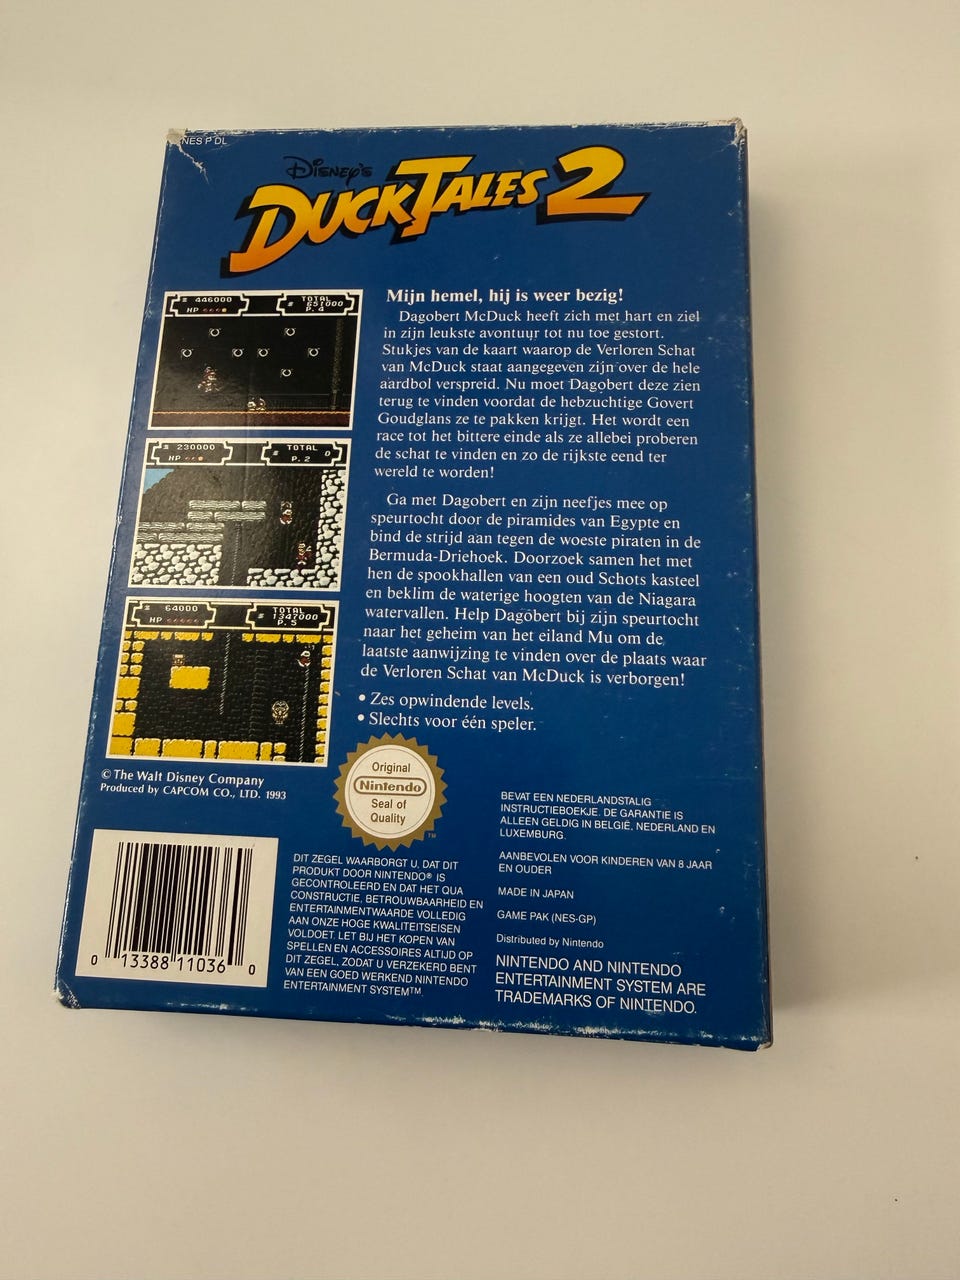 NES P DL
Disney's
DUCKTALES 2
$ 446000
HP
TOTAL
$ 651000
P. 4
$ 230000
HP
TOTAL
$ 0
P. 2
$ 64000
HP
TOTAL
$ 1347000
P. 5
Mijn hemel, hij is weer bezig!
Dagobert McDuck heeft zich met hart en ziel
in zijn leukste avontuur tot nu toe gestort.
Stukjes van de kaart waarop de Verloren Schat
van McDuck staat aangegeven zijn over de hele
aardbol verspreid. Nu moet Dagobert deze zien
terug te vinden voordat de hebzuchtige Govert
Goudglans ze te pakken krijgt. Het wordt een
race tot het bittere einde als ze allebei proberen
de schat te vinden en zo de rijkste eend ter
wereld te worden!
Ga met Dagobert en zijn neefjes mee op
speurtocht door de piramides van Egypte en
bind de strijd aan tegen de woeste piraten in de
Bermuda-Driehoek. Doorzoek samen het met
hen de spookhallen van een oud Schots kasteel
en beklim de waterige hoogten van de Niagara
watervallen. Help Dagobert bij zijn speurtocht
naar het geheim van het eiland Mu om de
laatste aanwijzing te vinden over de plaats waar
de Verloren Schat van McDuck is verborgen!
• Zes opwindende levels.
• Slechts voor één speler.
© The Walt Disney Company
Produced by CAPCOM CO., LTD. 1993
Original
Nintendo
Seal of
Quality
TM
0 13388 11036 0
DIT ZEGEL WAARBORGT U, DAT DIT
PRODUKT DOOR NINTENDO® IS
GECONTROLEERD EN DAT HET QUA
CONSTRUCTIE, BETROUWBAARHEID EN
ENTERTAINMENTWAARDE VOLLEDIG
AAN ONZE HOGE KWALITEITSEISEN
VOLDOET. LET BIJ HET KOPEN VAN
SPELLEN EN ACCESSOIRES ALTIJD OP
DIT ZEGEL, ZODAT U VERZEKERD BENT
VAN EEN GOED WERKEND NINTENDO
ENTERTAINMENT SYSTEM™.
BEVAT EEN NEDERLANDSTALIG
INSTRUCTIEBOEKJE. DE GARANTIE IS
ALLEEN GELDIG IN BELGIË, NEDERLAND EN
LUXEMBURG.
AANBEVOLEN VOOR KINDEREN VAN 8 JAAR
EN OUDER
MADE IN JAPAN
GAME PAK (NES-GP)
Distributed by Nintendo
NINTENDO AND NINTENDO
ENTERTAINMENT SYSTEM ARE
TRADEMARKS OF NINTENDO.